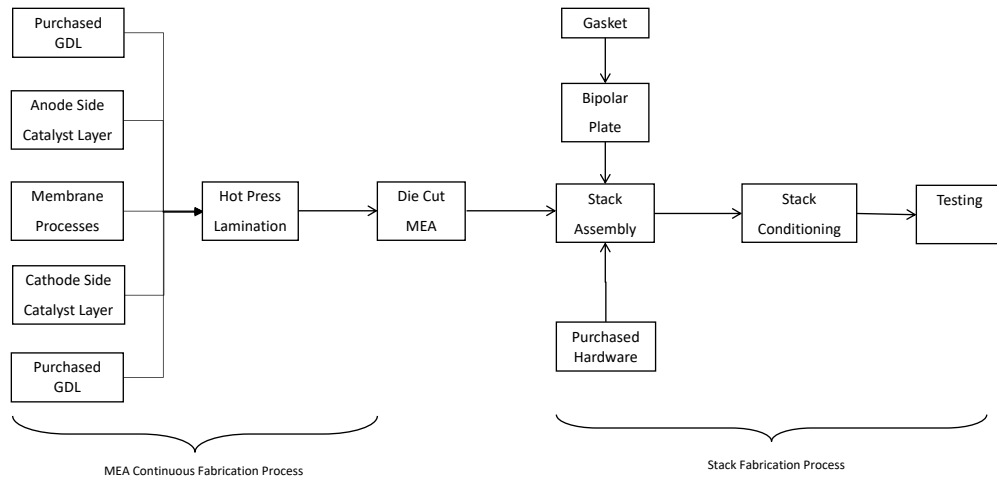 Purchased
GDL
Anode Side
Catalyst Layer
Membrane
Processes
Cathode Side
Catalyst Layer
Purchased
GDL
Hot Press
Lamination
Die Cut
MEA
Gasket
Bipolar
Plate
Stack
Assembly
Purchased
Hardware
Stack
Conditioning
Testing
MEA Continuous Fabrication Process
Stack Fabrication Process